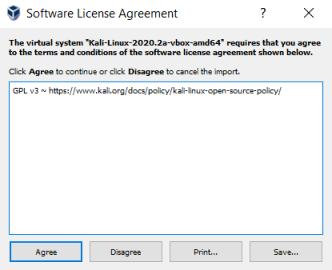 Software License Agreement ? X
The virtual system "Kali-Linux-2020.2a-vbox-amd64" requires that you agree
to the terms and conditions of the software license agreement shown below.
Click Agree to continue or click Disagree to cancel the import.
GPL v3 ~ https://www.kali.org/docs/policy/kali-linux-open-source-policy/
Agree Disagree Print... Save...